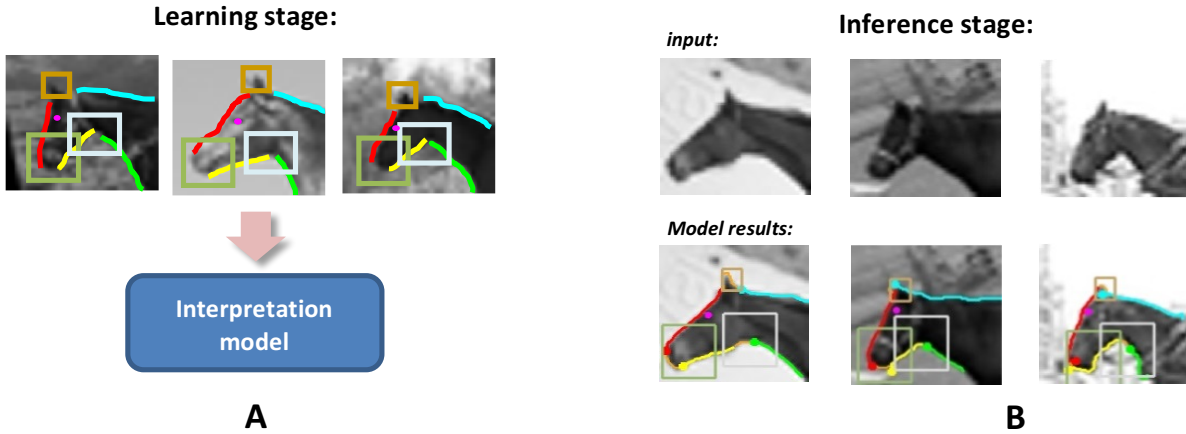 Learning stage:
Interpretation
model
A
Inference stage:
input:
Model results:
B